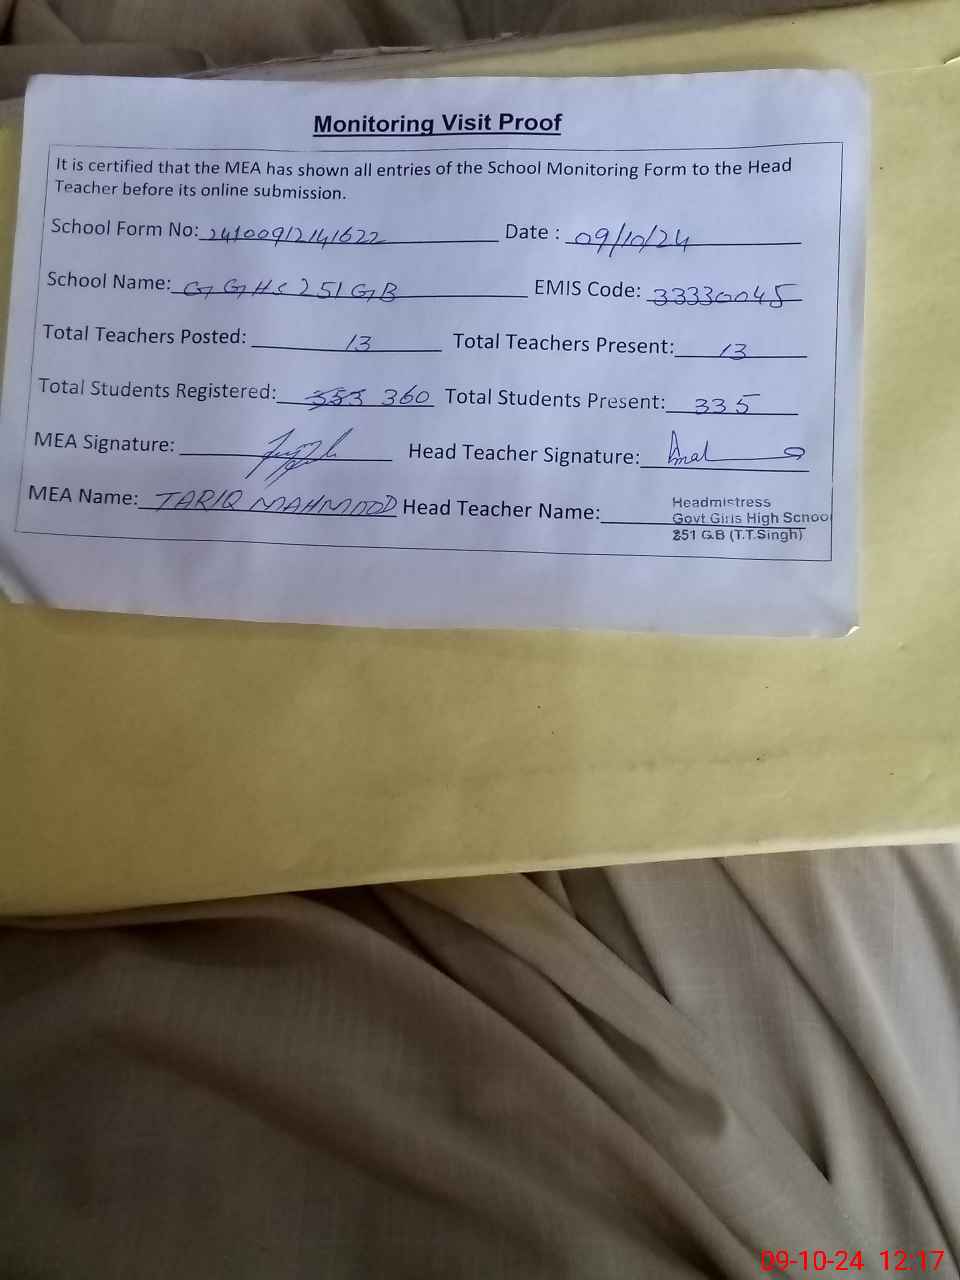 Monitoring Visit Proof
It is certified that the MEA has shown all entries of the School Monitoring Form to the Head
Teacher before its online submission.
School Form No: 24100912141622 Date : 09/10/24
School Name: GGHS 251 GB EMIS Code: 33330045
Total Teachers Posted: 13 Total Teachers Present: 13
Total Students Registered: 353 360 Total Students Present: 335
MEA Signature: Head Teacher Signature:
MEA Name: TARIQ MAHMOOD Head Teacher Name:
Headmistress
Govt Girls High School
251 G.B (T.T.Singh)
09-10-24 12:17